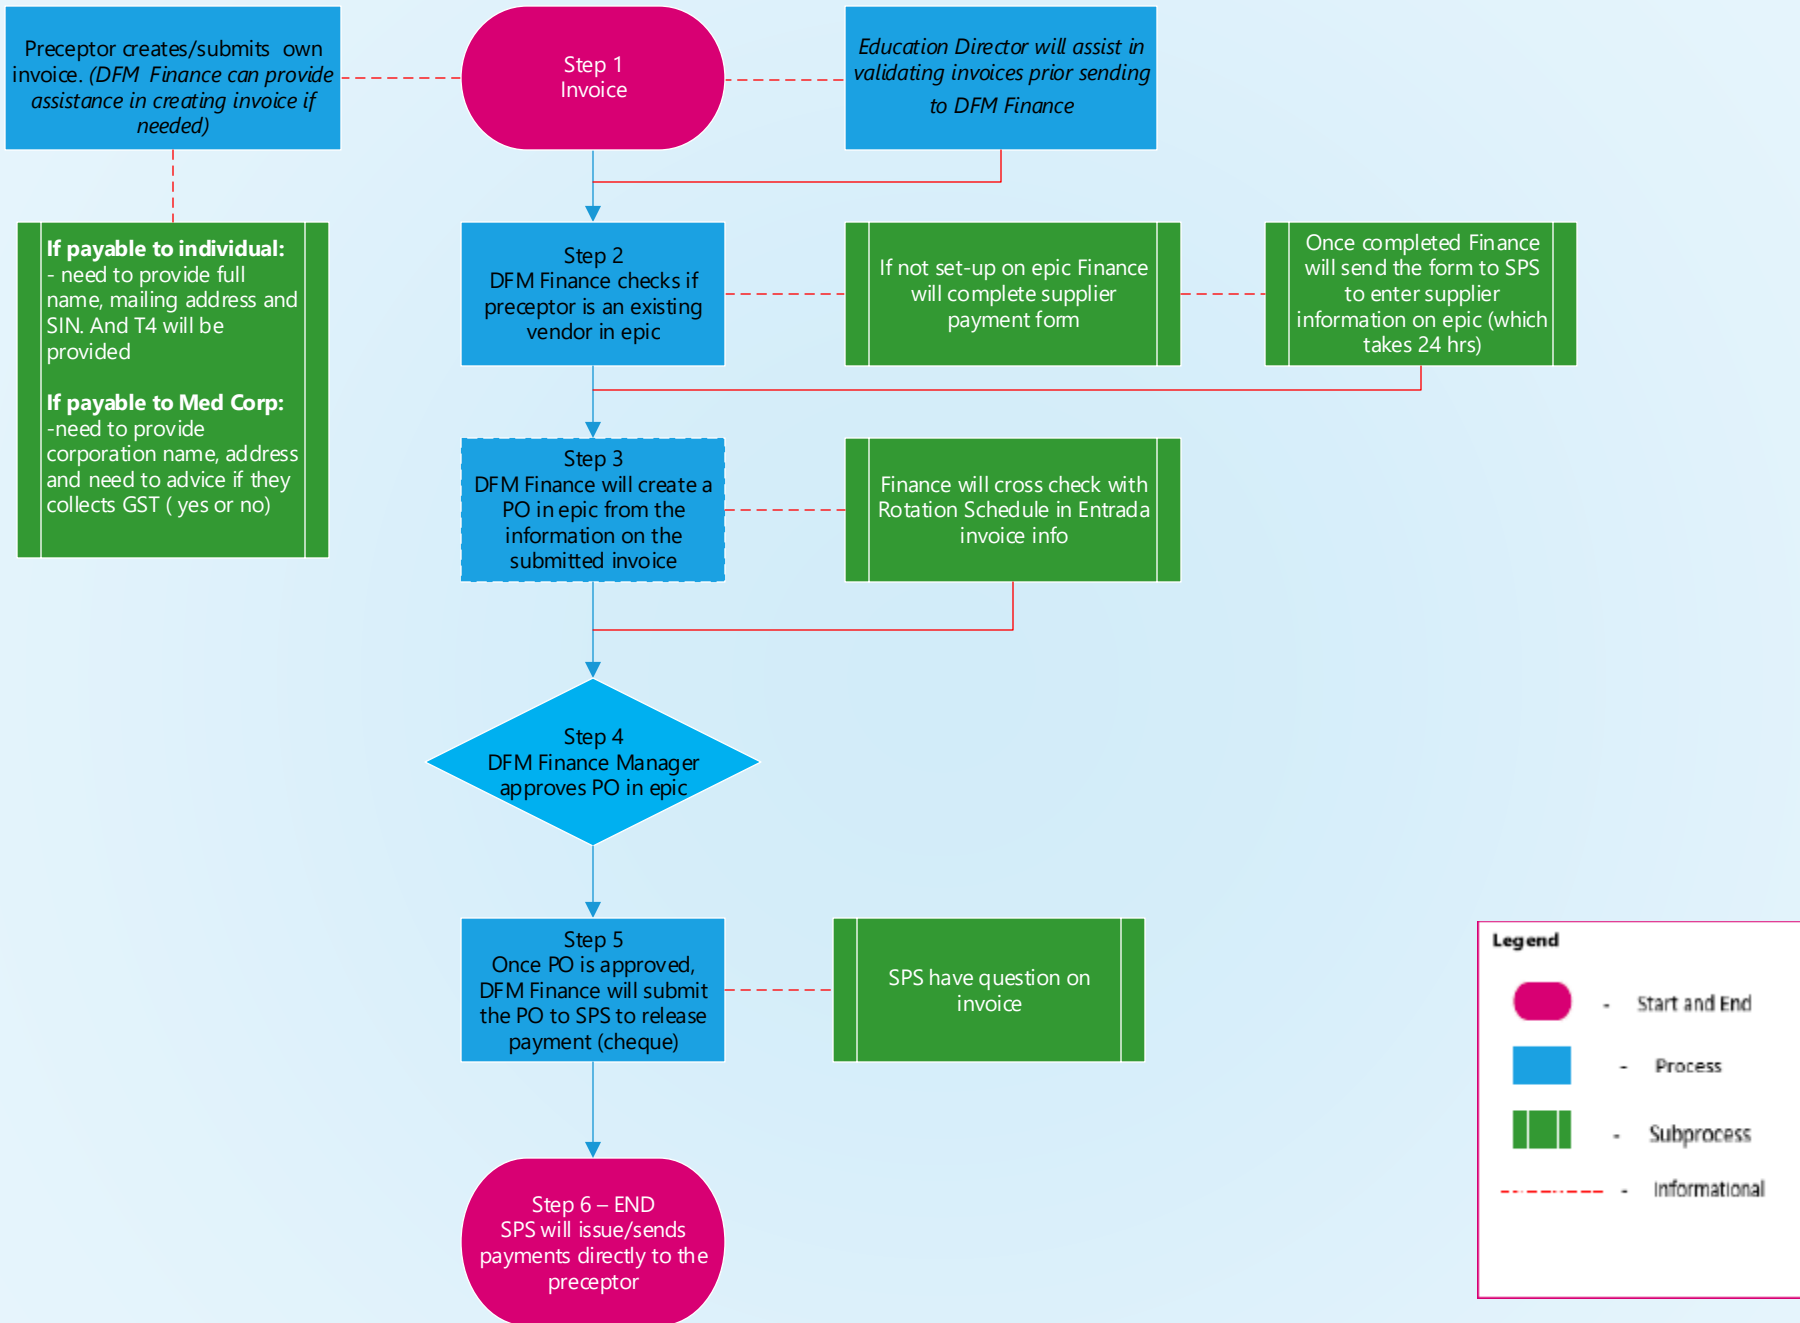 Preceptor creates/submits own
invoice. (DFM Finance can provide
assistance in creating invoice if
needed)
Step 1
Invoice
Education Director will assist in
validating invoices prior sending
to DFM Finance
If payable to individual:
- need to provide full
name, mailing address and
SIN. And T4 will be
provided
If payable to Med Corp:
-need to provide
corporation name, address
and need to advice if they
collects GST ( yes or no)
Step 2
DFM Finance checks if
preceptor is an existing
vendor in epic
If not set-up on epic Finance
will complete supplier
payment form
Once completed Finance
will send the form to SPS
to enter supplier
information on epic (which
takes 24 hrs)
Step 3
DFM Finance will create a
PO in epic from the
information on the
submitted invoice
Finance will cross check with
Rotation Schedule in Entrada
invoice info
Step 4
DFM Finance Manager
approves PO in epic
Step 5
Once PO is approved,
DFM Finance will submit
the PO to SPS to release
payment (cheque)
SPS have question on
invoice
Step 6 – END
SPS will issue/sends
payments directly to the
preceptor
Legend
- Start and End
- Process
- Subprocess
- Informational